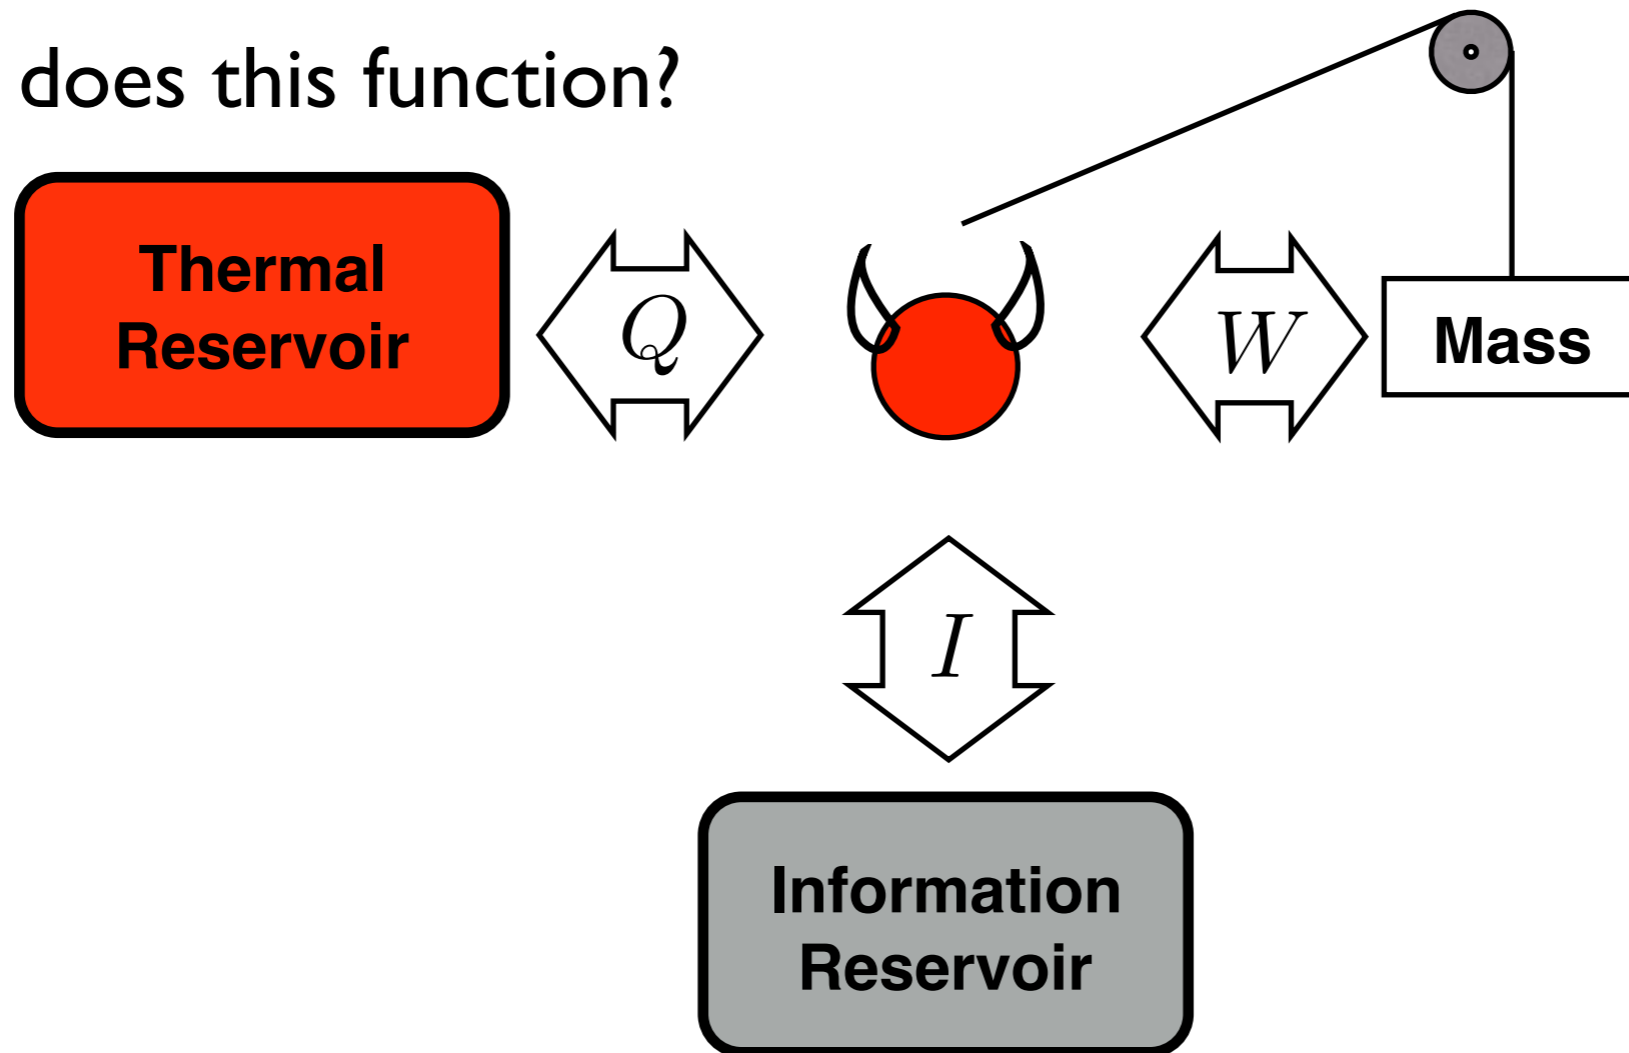 does this function?
Thermal
Reservoir
Q
W
Mass
I
Information
Reservoir